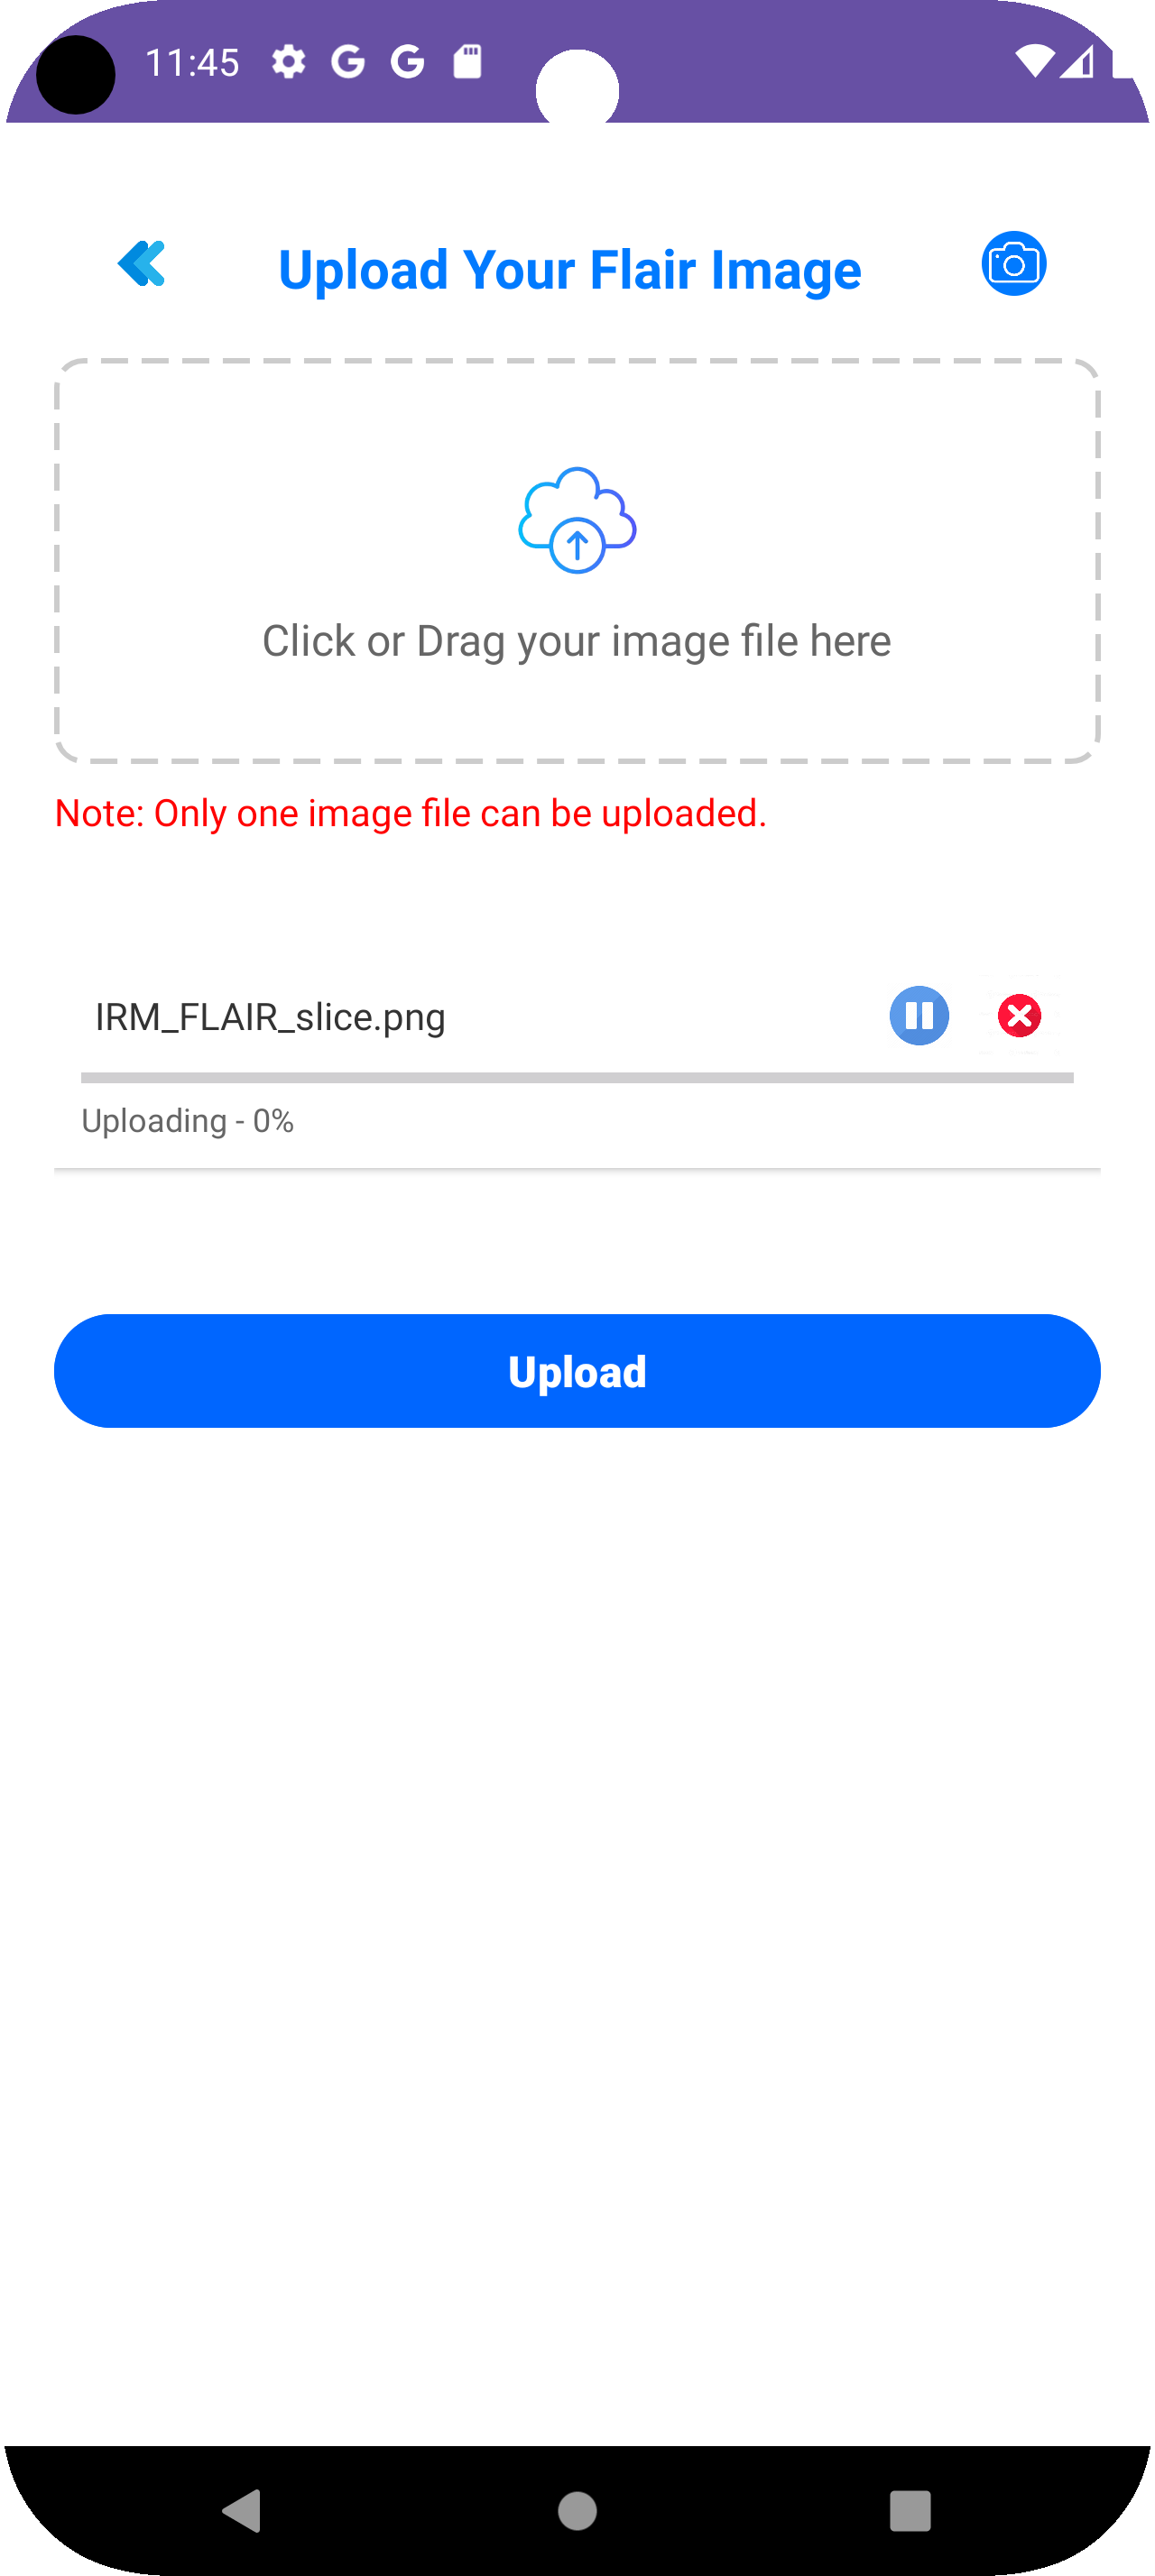 11:45
Upload Your Flair Image
Click or Drag your image file here
Note: Only one image file can be uploaded.
IRM_FLAIR_slice.png
Uploading - 0%
Upload